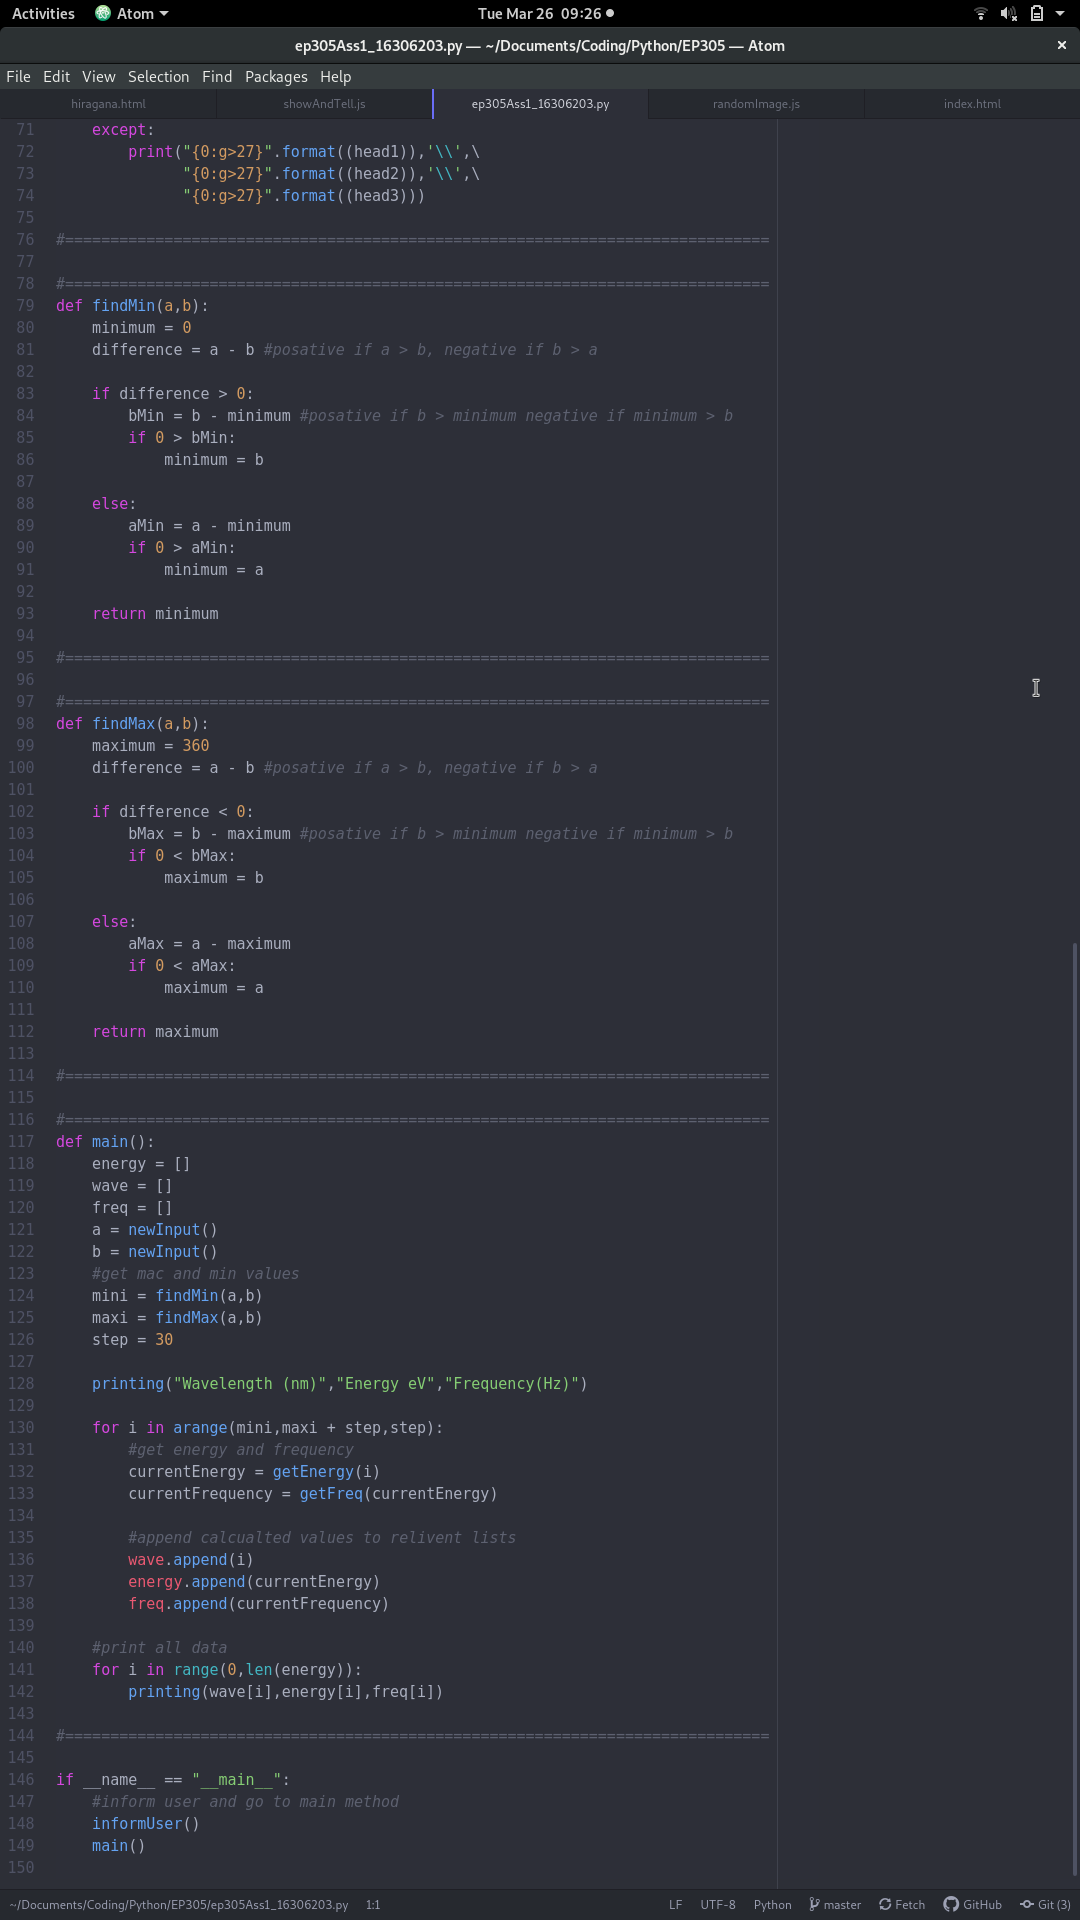 Activities Atom Tue Mar 26 09:26
ep305Ass1_16306203.py — ~/Documents/Coding/Python/EP305 — Atom
File Edit View Selection Find Packages Help
hiragana.html showAndTell.js ep305Ass1_16306203.py randomImage.js index.html
71     except:
72         print("{0:g>27}".format((head1)),'\\',\
73               "{0:g>27}".format((head2)),'\\',\
74               "{0:g>27}".format((head3)))
75
76 #==============================================================================
77
78 #==============================================================================
79 def findMin(a,b):
80     minimum = 0
81     difference = a - b #posative if a > b, negative if b > a
82
83     if difference > 0:
84         bMin = b - minimum #posative if b > minimum negative if minimum > b
85         if 0 > bMin:
86             minimum = b
87
88     else:
89         aMin = a - minimum
90         if 0 > aMin:
91             minimum = a
92
93     return minimum
94
95 #==============================================================================
96
97 #==============================================================================
98 def findMax(a,b):
99     maximum = 360
100     difference = a - b #posative if a > b, negative if b > a
101
102     if difference < 0:
103         bMax = b - maximum #posative if b > minimum negative if minimum > b
104         if 0 < bMax:
105             maximum = b
106
107     else:
108         aMax = a - maximum
109         if 0 < aMax:
110             maximum = a
111
112     return maximum
113
114 #==============================================================================
115
116 #==============================================================================
117 def main():
118     energy = []
119     wave = []
120     freq = []
121     a = newInput()
122     b = newInput()
123     #get mac and min values
124     mini = findMin(a,b)
125     maxi = findMax(a,b)
126     step = 30
127
128     printing("Wavelength (nm)","Energy eV","Frequency(Hz)")
129
130     for i in arange(mini,maxi + step,step):
131         #get energy and frequency
132         currentEnergy = getEnergy(i)
133         currentFrequency = getFreq(currentEnergy)
134
135         #append calcualted values to relivent lists
136         wave.append(i)
137         energy.append(currentEnergy)
138         freq.append(currentFrequency)
139
140     #print all data
141     for i in range(0,len(energy)):
142         printing(wave[i],energy[i],freq[i])
143
144 #==============================================================================
145
146 if __name__ == "__main__":
147     #inform user and go to main method
148     informUser()
149     main()
150
~/Documents/Coding/Python/EP305/ep305Ass1_16306203.py 1:1 LF UTF-8 Python master Fetch GitHub Git (3)